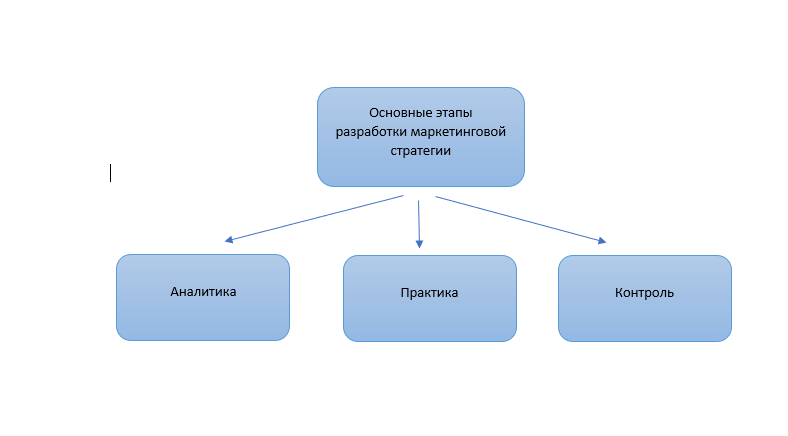 Основные этапы
разработки маркетинговой
стратегии
Аналитика
Практика
Контроль